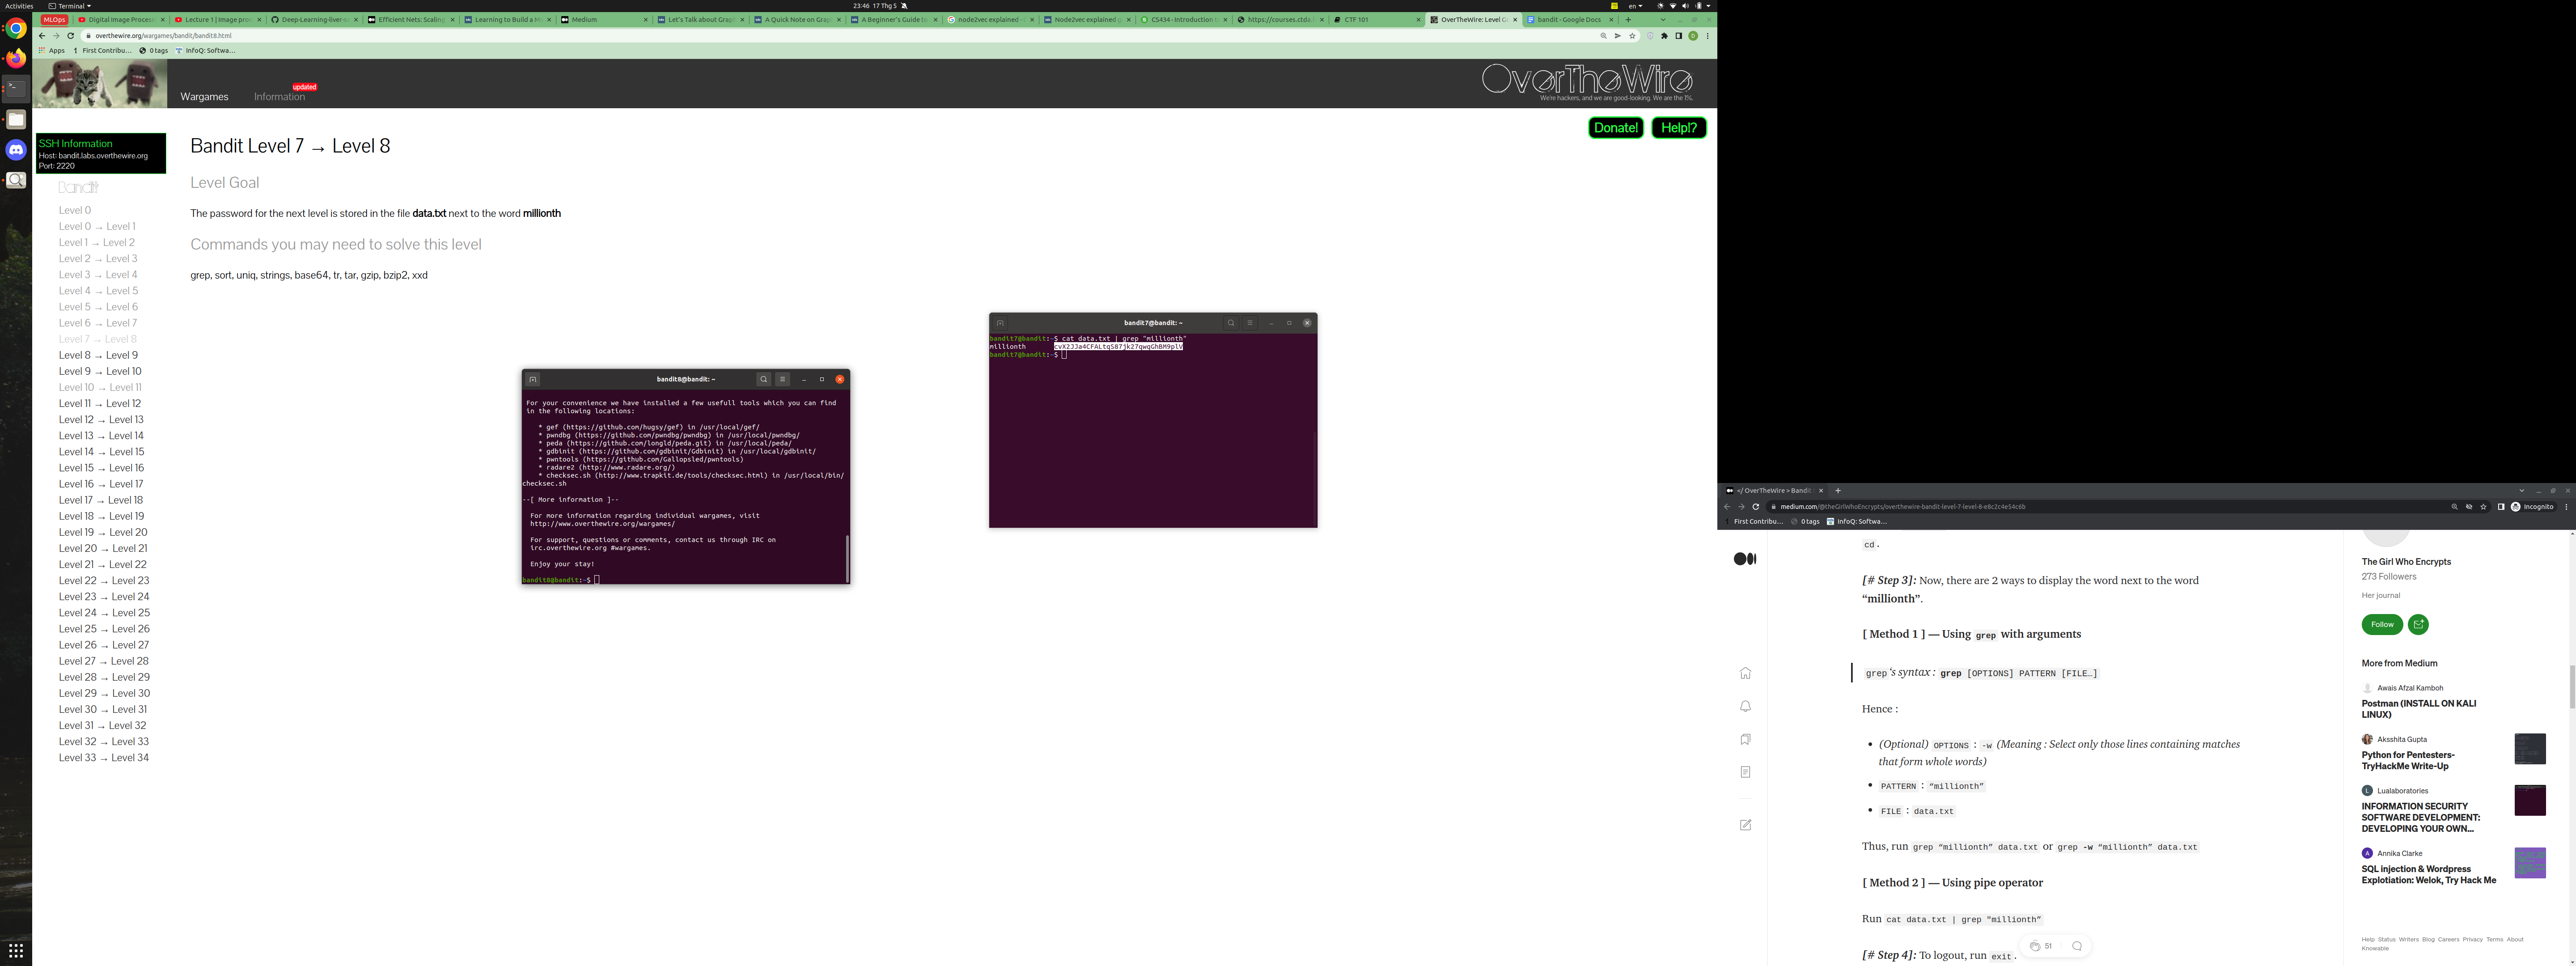 Activities
Terminal
23:46 17 Thg 5
en
MLOps
Digital Image Process
Lecture 1 | Image proc
Deep-Learning-liver-se
Efficient Nets: Scaling
Learning to Build a
Medium
Let's Talk about Graph
A Quick Note on Grap
A Beginner's Guide to
node2vec explained
Node2vec explained g
CS434 - Introduction t
https://courses.ctda.
CTF 101
OverTheWire: Level Go
bandit - Google Docs
overthewire.org/wargames/bandit/bandit8.html
Apps
First Contribu…
0 tags
InfoQ: Softwa…
Wargames
Information
updated
OverTheWire
We're hackers, and we are good-looking. We are the 1%.
Donate!
Help!?
SSH Information
Host: bandit.labs.overthewire.org
Port: 2220
Bandit
Level 0
Level 0 → Level 1
Level 1 → Level 2
Level 2 → Level 3
Level 3 → Level 4
Level 4 → Level 5
Level 5 → Level 6
Level 6 → Level 7
Level 7 → Level 8
Level 8 → Level 9
Level 9 → Level 10
Level 10 → Level 11
Level 11 → Level 12
Level 12 → Level 13
Level 13 → Level 14
Level 14 → Level 15
Level 15 → Level 16
Level 16 → Level 17
Level 17 → Level 18
Level 18 → Level 19
Level 19 → Level 20
Level 20 → Level 21
Level 21 → Level 22
Level 22 → Level 23
Level 23 → Level 24
Level 24 → Level 25
Level 25 → Level 26
Level 26 → Level 27
Level 27 → Level 28
Level 28 → Level 29
Level 29 → Level 30
Level 30 → Level 31
Level 31 → Level 32
Level 32 → Level 33
Level 33 → Level 34
Bandit Level 7 → Level 8
Level Goal
The password for the next level is stored in the file data.txt next to the word millionth
Commands you may need to solve this level
grep, sort, uniq, strings, base64, tr, tar, gzip, bzip2, xxd
bandit8@bandit: ~
For your convenience we have installed a few usefull tools which you can find
in the following locations:
* gef (https://github.com/hugsy/gef) in /usr/local/gef/
* pwndbg (https://github.com/pwndbg/pwndbg) in /usr/local/pwndbg/
* peda (https://github.com/longld/peda.git) in /usr/local/peda/
* gdbinit (https://github.com/gdbinit/Gdbinit) in /usr/local/gdbinit/
* pwntools (https://github.com/Gallopsled/pwntools)
* radare2 (http://www.radare.org/)
* checksec.sh (http://www.trapkit.de/tools/checksec.html) in /usr/local/bin/
checksec.sh
--[ More information ]--
For more information regarding individual wargames, visit
http://www.overthewire.org/wargames/
For support, questions or comments, contact us through IRC on
irc.overthewire.org #wargames.
Enjoy your stay!
bandit8@bandit:~$
bandit7@bandit: ~
bandit7@bandit:~$ cat data.txt | grep "millionth"
millionth cvX2JJa4CFALtqS87jk27qwqGhBM9plV
bandit7@bandit:~$
</ OverTheWire > Bandit
medium.com/@theGirlWhoEncrypts/overthewire-bandit-level-7-level-8-e8c2c4e54c6b
Incognito
First Contribu…
0 tags
InfoQ: Softwa…
cd.
[# Step 3]: Now, there are 2 ways to display the word next to the word
“millionth”.
[ Method 1 ] — Using grep with arguments
grep‘s syntax : grep [OPTIONS] PATTERN [FILE…]
Hence :
• (Optional) OPTIONS : -w (Meaning : Select only those lines containing matches
that form whole words)
• PATTERN : “millionth”
• FILE : data.txt
Thus, run grep “millionth” data.txt or grep -w “millionth” data.txt
[ Method 2 ] — Using pipe operator
Run cat data.txt | grep "millionth”
51
[# Step 4]: To logout, run exit.
The Girl Who Encrypts
273 Followers
Her journal
Follow
More from Medium
Awais Afzal Kamboh
Postman (INSTALL ON KALI
LINUX)
Aksshita Gupta
Python for Pentesters-
TryHackMe Write-Up
L
Lualaboratories
INFORMATION SECURITY
SOFTWARE DEVELOPMENT:
DEVELOPING YOUR OWN…
A
Annika Clarke
SQL injection & Wordpress
Explotiation: Welok, Try Hack Me
Help Status Writers Blog Careers Privacy Terms About
Knowable